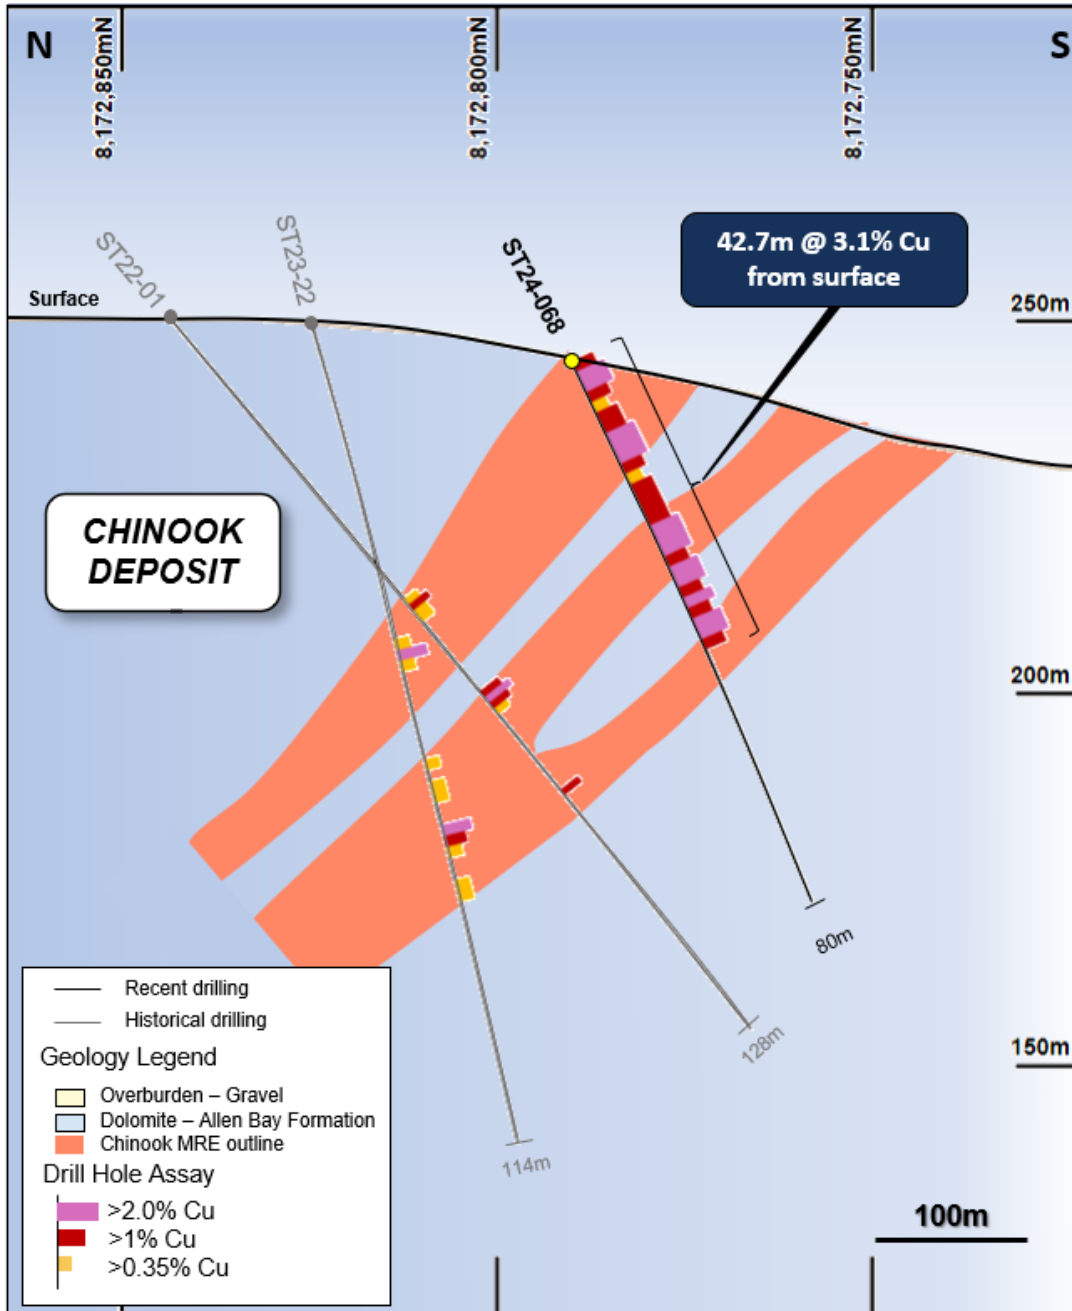 N
8,172,850mN
8,172,800mN
8,172,750mN
S
ST22-01
ST23-22
ST24-068
42.7m @ 3.1% Cu
from surface
Surface
250m
CHINOOK
DEPOSIT
200m
80m
128m
150m
114m
Recent drilling
Historical drilling
Geology Legend
Overburden – Gravel
Dolomite – Allen Bay Formation
Chinook MRE outline
Drill Hole Assay
>2.0% Cu
>1% Cu
>0.35% Cu
100m